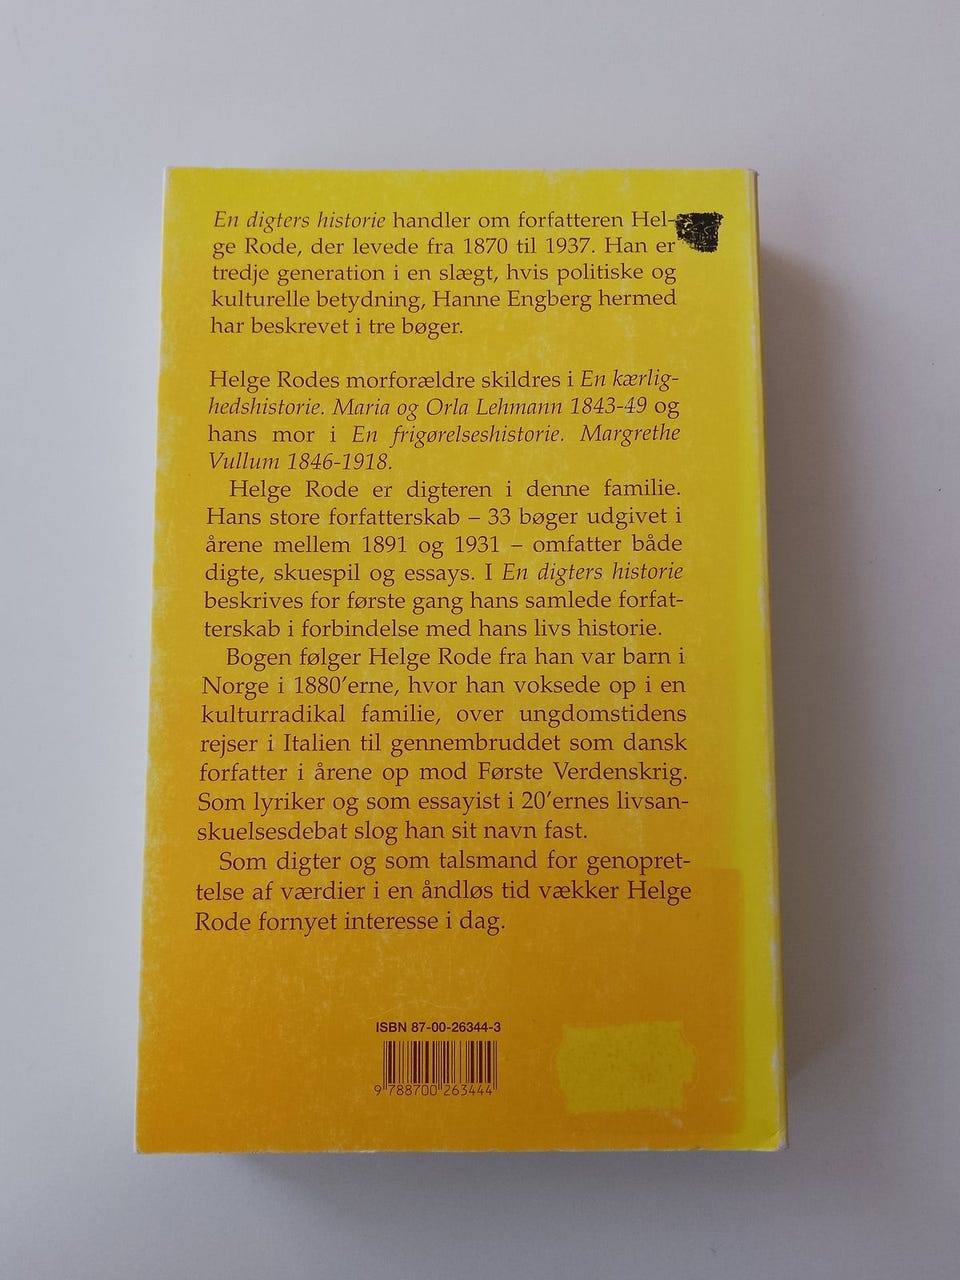 En digters historie handler om forfatteren Hel-
ge Rode, der levede fra 1870 til 1937. Han er
tredje generation i en slægt, hvis politiske og
kulturelle betydning, Hanne Engberg hermed
har beskrevet i tre bøger.
Helge Rodes morforældre skildres i En kærlig-
hedshistorie. Maria og Orla Lehmann 1843-49 og
hans mor i En frigørelseshistorie. Margrethe
Vullum 1846-1918.
Helge Rode er digteren i denne familie.
Hans store forfatterskab – 33 bøger udgivet i
årene mellem 1891 og 1931 – omfatter både
digte, skuespil og essays. I En digters historie
beskrives for første gang hans samlede forfat-
terskab i forbindelse med hans livs historie.
Bogen følger Helge Rode fra han var barn i
Norge i 1880'erne, hvor han voksede op i en
kulturradikal familie, over ungdomstidens
rejser i Italien til gennembruddet som dansk
forfatter i årene op mod Første Verdenskrig.
Som lyriker og som essayist i 20'ernes livsan-
skuelsesdebat slog han sit navn fast.
Som digter og som talsmand for genopret-
telse af værdier i en åndløs tid vækker Helge
Rode fornyet interesse i dag.
ISBN 87-00-26344-3
9 788700 263444